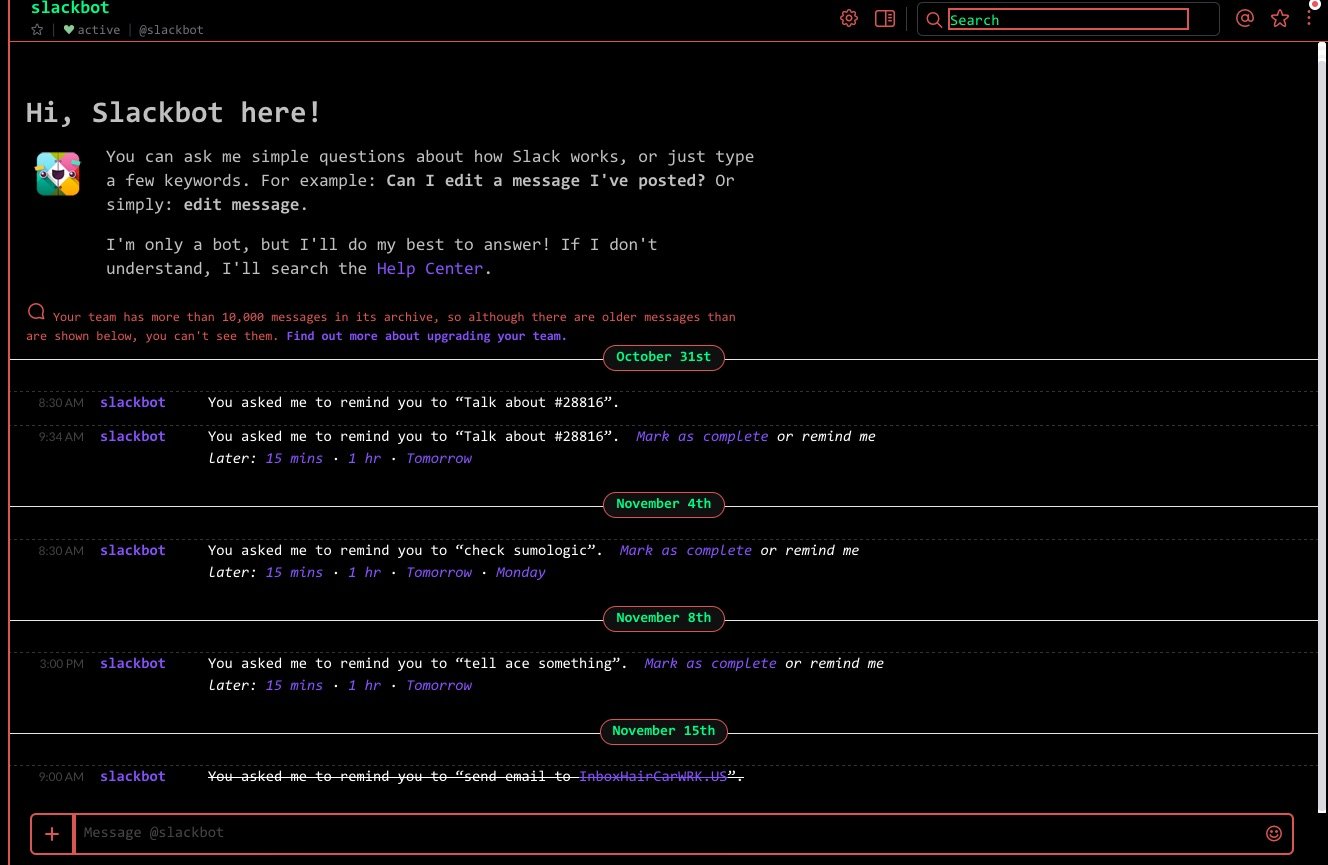 slackbot
active | @slackbot
Search
Hi, Slackbot here!
You can ask me simple questions about how Slack works, or just type
a few keywords. For example: Can I edit a message I've posted? Or
simply: edit message.
I'm only a bot, but I'll do my best to answer! If I don't
understand, I'll search the Help Center.
Your team has more than 10,000 messages in its archive, so although there are older messages than
are shown below, you can't see them. Find out more about upgrading your team.
October 31st
8:30 AM slackbot You asked me to remind you to “Talk about #28816”.
9:34 AM slackbot You asked me to remind you to “Talk about #28816”. Mark as complete or remind me
later: 15 mins · 1 hr · Tomorrow
November 4th
8:30 AM slackbot You asked me to remind you to “check sumologic”. Mark as complete or remind me
later: 15 mins · 1 hr · Tomorrow · Monday
November 8th
3:00 PM slackbot You asked me to remind you to “tell ace something”. Mark as complete or remind me
later: 15 mins · 1 hr · Tomorrow
November 15th
9:00 AM slackbot You asked me to remind you to “send email to InboxHairCarWRK.US”.
Message @slackbot